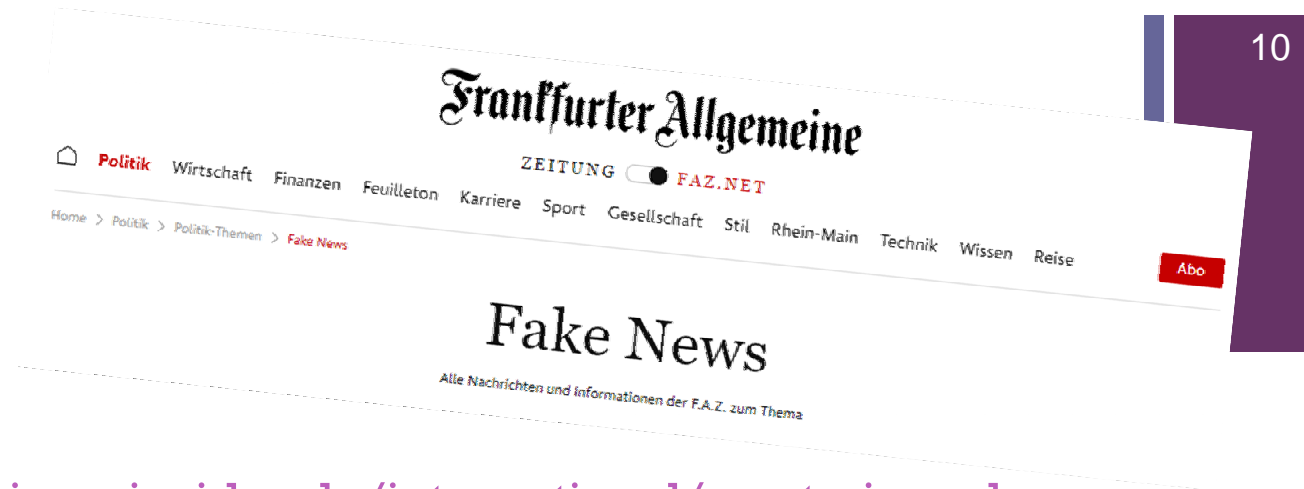 10
Frankfurter Allgemeine
ZEITUNG FAZ.NET
Politik Wirtschaft Finanzen Feuilleton Karriere Sport Gesellschaft Stil Rhein-Main Technik Wissen Reise
Abo
Home > Politik > Politik-Themen > Fake News
Fake News
Alle Nachrichten und Informationen der F.A.Z. zum Thema